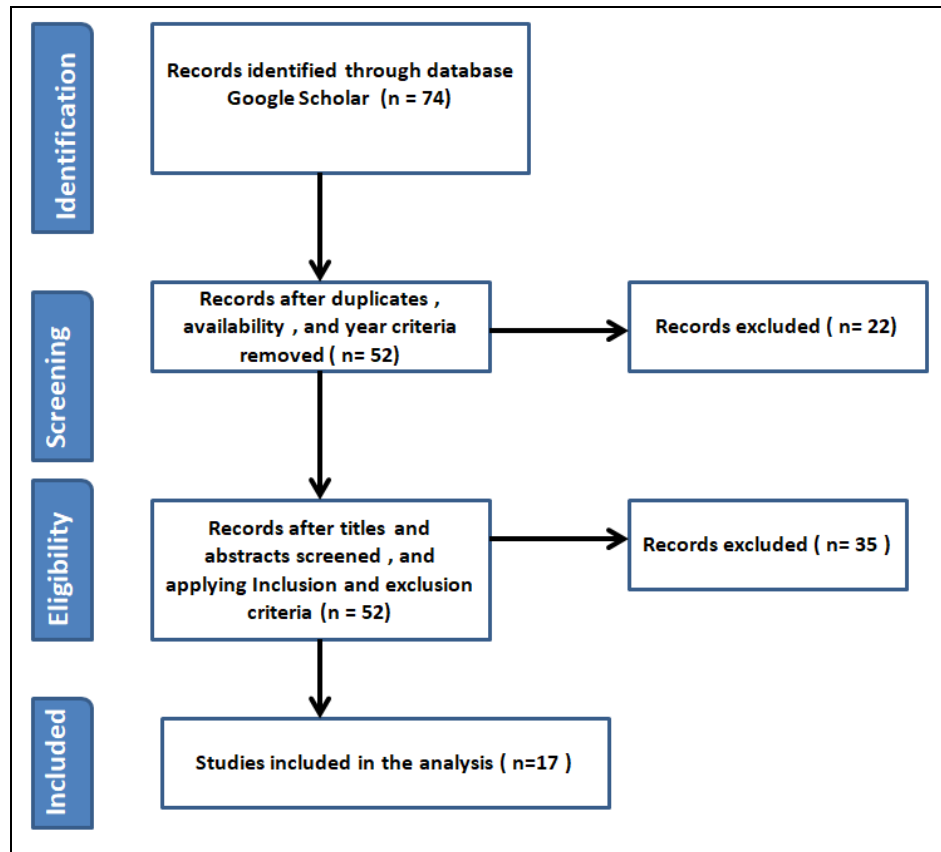 Identification
Records identified through database
Google Scholar (n = 74)
Screening
Records after duplicates ,
availability , and year criteria
removed ( n= 52)
Records excluded ( n= 22)
Eligibility
Records after titles and
abstracts screened , and
applying Inclusion and exclusion
criteria (n = 52)
Records excluded ( n= 35 )
Included
Studies included in the analysis ( n=17 )